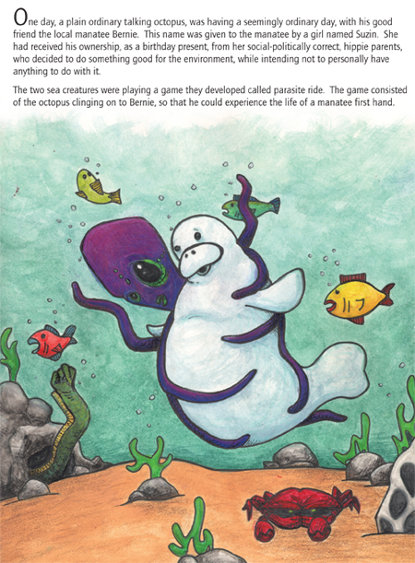 One day, a plain ordinary talking octopus, was having a seemingly ordinary day, with his good
friend the local manatee Bernie. This name was given to the manatee by a girl named Suzin. She
had received his ownership, as a birthday present, from her social-politically correct, hippie parents,
who decided to do something good for the environment, while intending not to personally have
anything to do with it.
The two sea creatures were playing a game they developed called parasite ride. The game consisted
of the octopus clinging on to Bernie, so that he could experience the life of a manatee first hand.